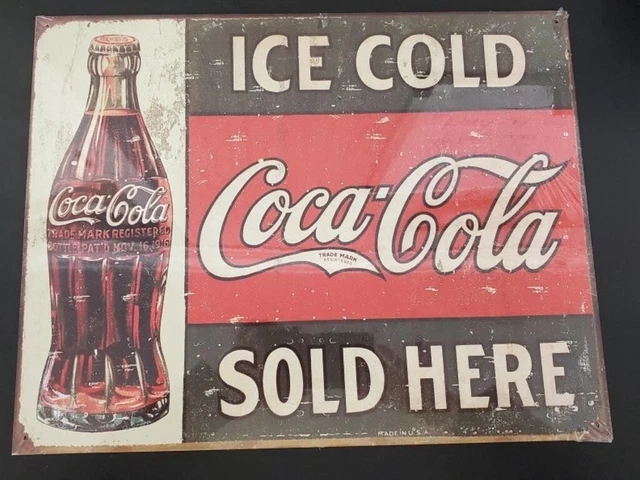 Coca-Cola
TRADE MARK REGISTERED
BOTTLE PAT'D NOV. 16, 1915
ICE COLD
Coca-Cola
TRADE MARK
REGISTERED
SOLD HERE
MADE IN U.S.A.